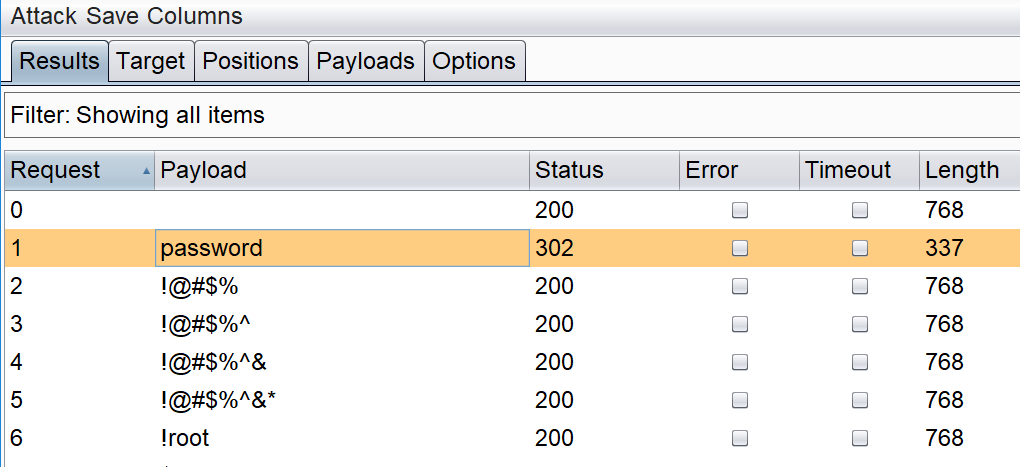 Attack Save Columns
Results Target Positions Payloads Options
Filter: Showing all items
Request Payload Status Error Timeout Length
0 200 768
1 password 302 337
2 !@#$% 200 768
3 !@#$%^ 200 768
4 !@#$%^& 200 768
5 !@#$%^&* 200 768
6 !root 200 768